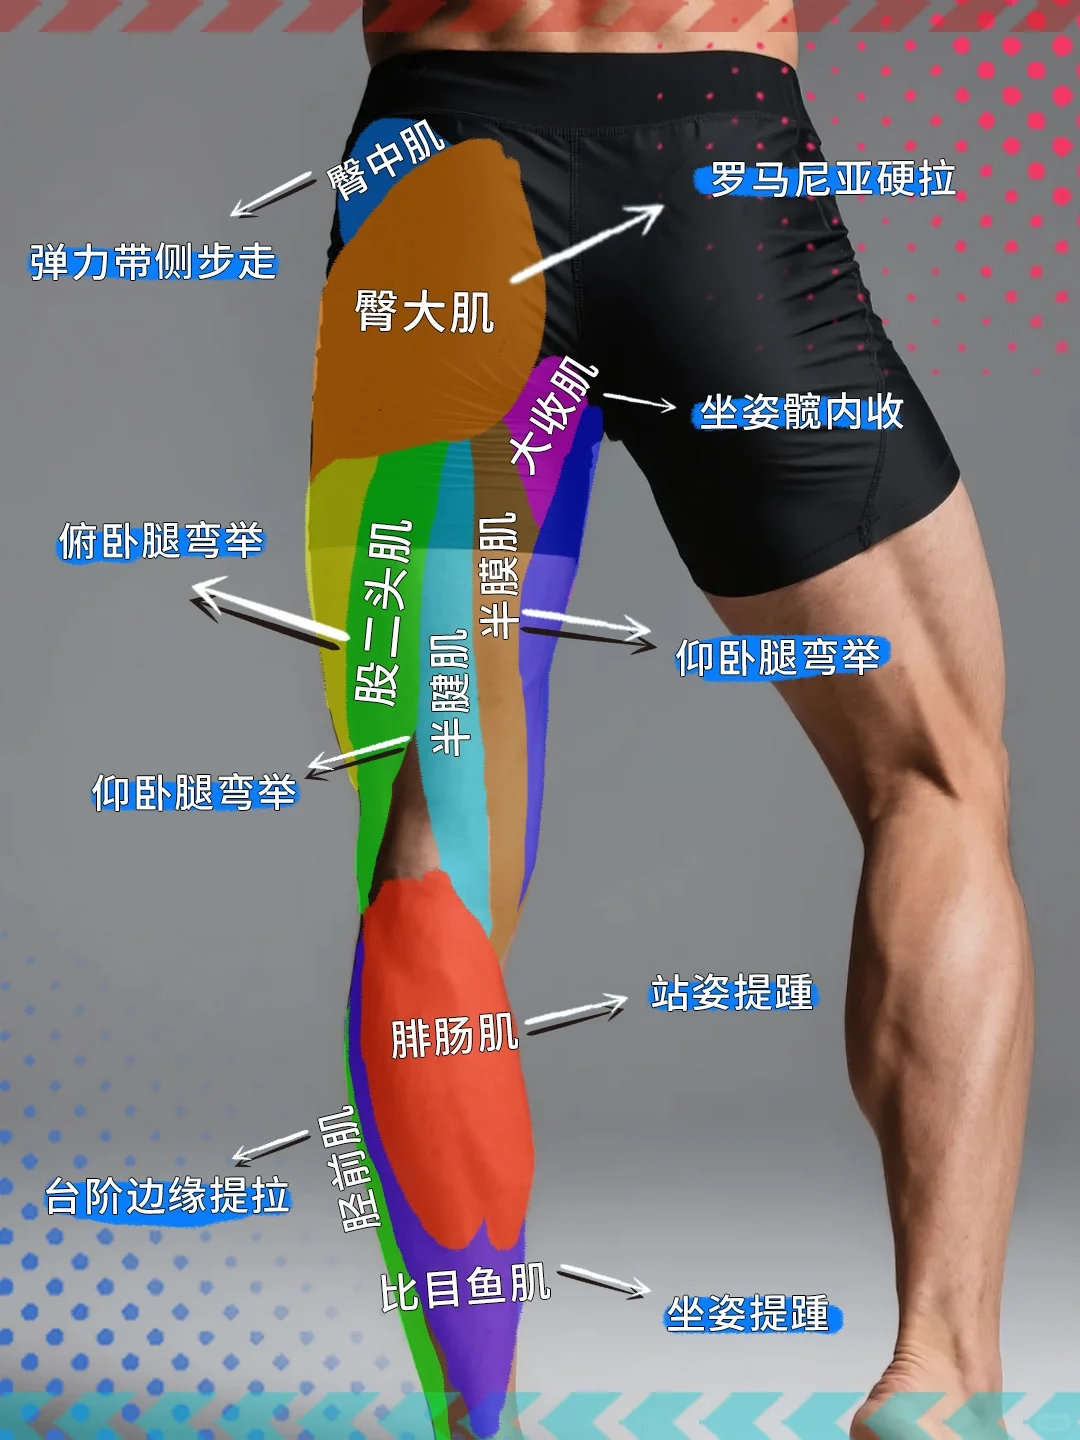 臀中肌
罗马尼亚硬拉
弹力带侧步走
臀大肌
大收肌
坐姿髋内收
俯卧腿弯举
股二头肌
半膜肌
半腱肌
仰卧腿弯举
仰卧腿弯举
站姿提踵
腓肠肌
胫前肌
台阶边缘提拉
比目鱼肌
坐姿提踵